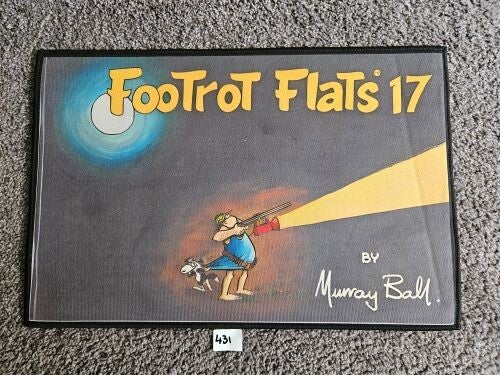 FOOTROT FLATS 17
BY
Murray Ball.
431